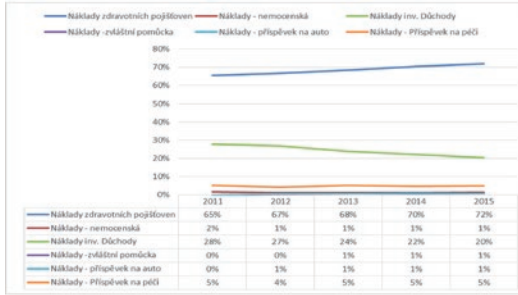 Náklady zdravotních pojišťoven Náklady - nemocenská Náklady inv. Důchody
Náklady -zvláštní pomůcka Náklady - příspěvek na auto Náklady - Příspěvek na péči
80%
70%
60%
50%
40%
30%
20%
10%
0%
2011 2012 2013 2014 2015
Náklady zdravotních pojišťoven 65% 67% 68% 70% 72%
Náklady - nemocenská 2% 1% 1% 1% 1%
Náklady inv. Důchody 28% 27% 24% 22% 20%
Náklady -zvláštní pomůcka 0% 0% 1% 1% 1%
Náklady - příspěvek na auto 0% 1% 1% 1% 1%
Náklady - Příspěvek na péči 5% 4% 5% 5% 5%